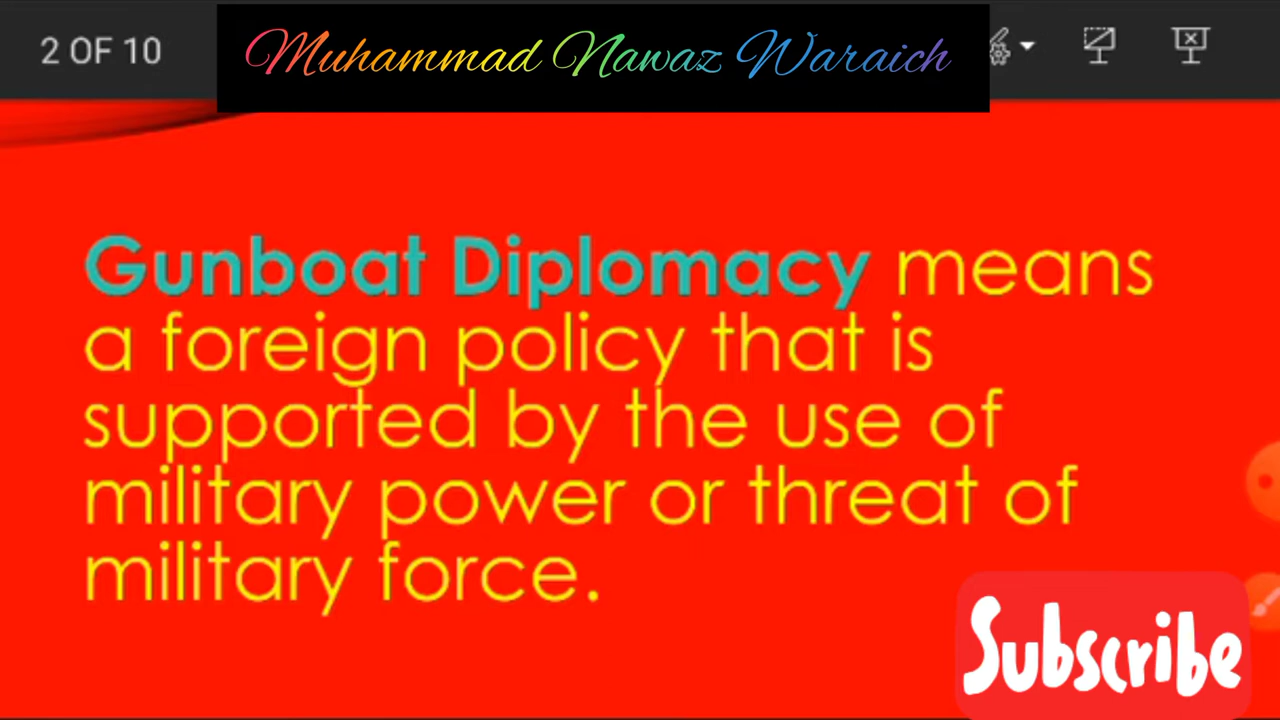 2 OF 10
Muhammad Nawaz Waraich
Gunboat Diplomacy means
a foreign policy that is
supported by the use of
military power or threat of
military force.
Subscribe